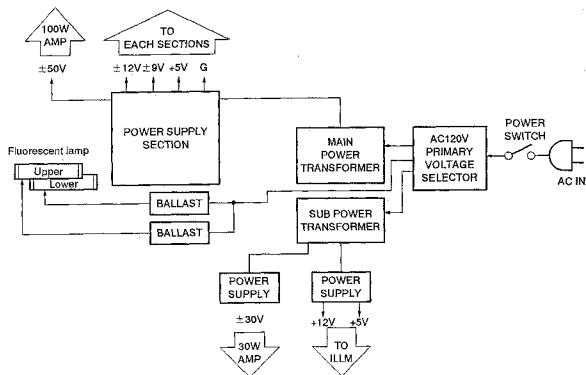 100W
AMP
TO
EACH SECTIONS
±50V
±12V ±9V +5V G
POWER SUPPLY
SECTION
MAIN
POWER
TRANSFORMER
AC120V
PRIMARY
VOLTAGE
SELECTOR
POWER
SWITCH
AC IN
Fluorescent lamp
Upper
Lower
BALLAST
BALLAST
SUB POWER
TRANSFORMER
POWER
SUPPLY
POWER
SUPPLY
±30V
+12V +5V
30W
AMP
TO
ILLM